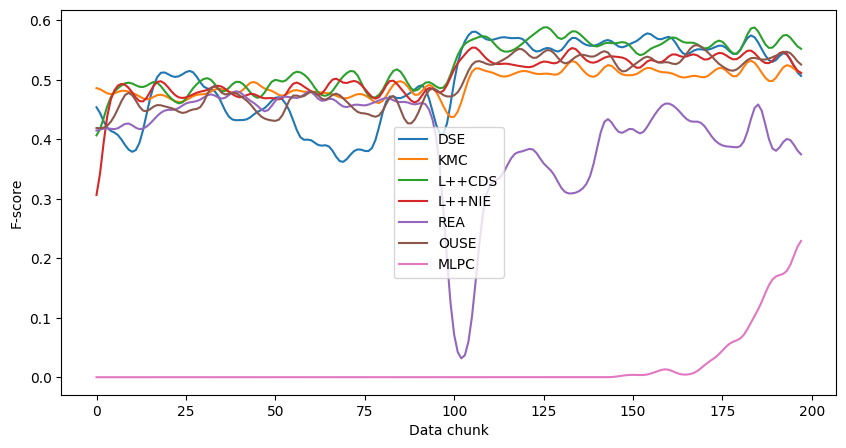 0.6
0.5
0.4
0.3
0.2
0.1
0.0
F-score
DSE
KMC
L++CDS
L++NIE
REA
OUSE
MLPC
0 25 50 75 100 125 150 175 200
Data chunk